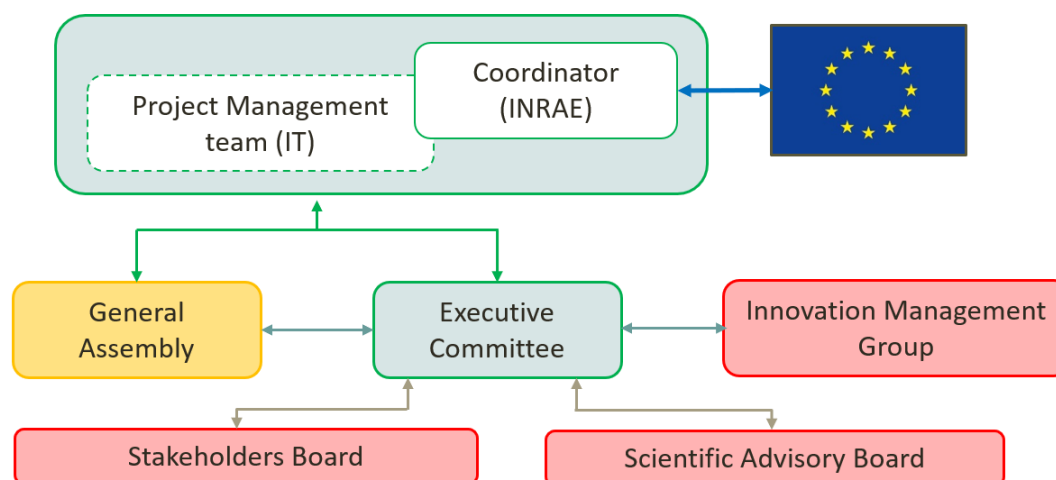 Coordinator
(INRAE)
Project Management
team (IT)
General
Assembly
Executive
Committee
Innovation Management
Group
Stakeholders Board
Scientific Advisory Board